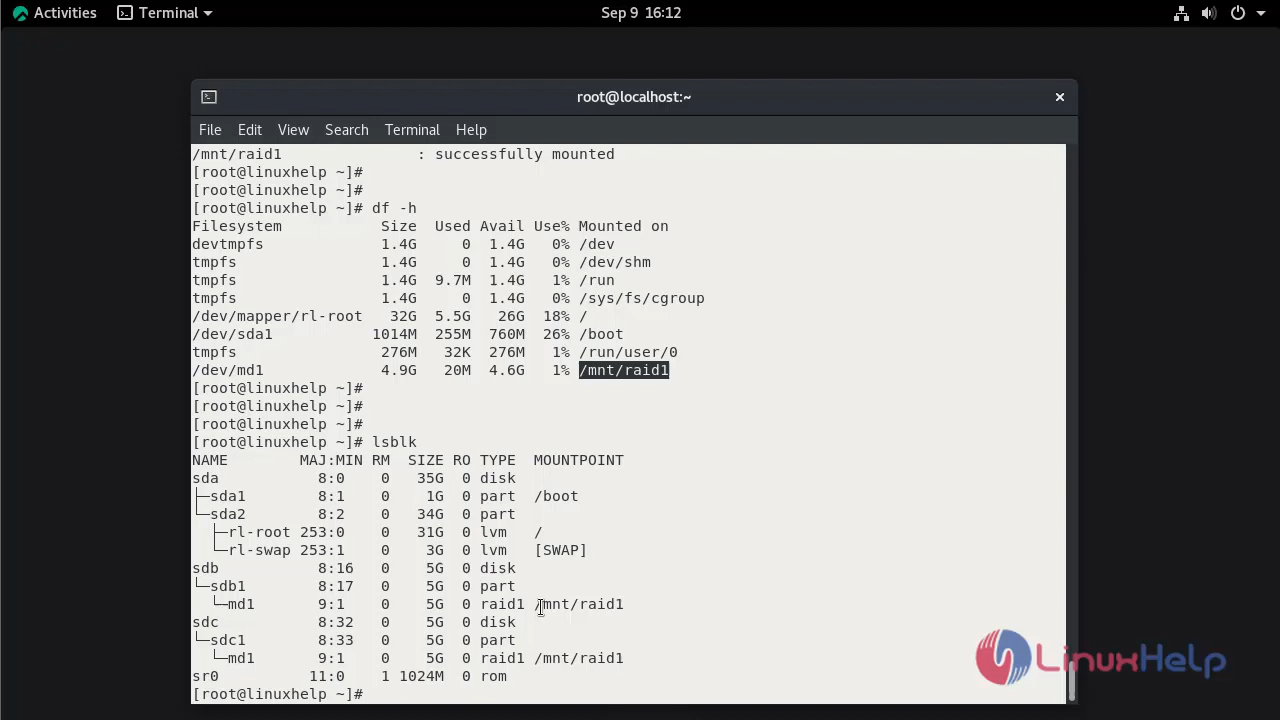 Activities Terminal Sep 9 16:12
root@localhost:~
File Edit View Search Terminal Help
/mnt/raid1               : successfully mounted
[root@linuxhelp ~]#
[root@linuxhelp ~]#
[root@linuxhelp ~]# df -h
Filesystem           Size  Used Avail Use% Mounted on
devtmpfs             1.4G     0  1.4G   0% /dev
tmpfs                1.4G     0  1.4G   0% /dev/shm
tmpfs                1.4G  9.7M  1.4G   1% /run
tmpfs                1.4G     0  1.4G   0% /sys/fs/cgroup
/dev/mapper/rl-root   32G  5.5G   26G  18% /
/dev/sda1           1014M  255M  760M  26% /boot
tmpfs                276M   32K  276M   1% /run/user/0
/dev/md1             4.9G   20M  4.6G   1% /mnt/raid1
[root@linuxhelp ~]#
[root@linuxhelp ~]#
[root@linuxhelp ~]#
[root@linuxhelp ~]# lsblk
NAME        MAJ:MIN RM  SIZE RO TYPE  MOUNTPOINT
sda           8:0    0   35G  0 disk
├─sda1        8:1    0    1G  0 part  /boot
└─sda2        8:2    0   34G  0 part
  ├─rl-root 253:0    0   31G  0 lvm   /
  └─rl-swap 253:1    0    3G  0 lvm   [SWAP]
sdb           8:16   0    5G  0 disk
└─sdb1        8:17   0    5G  0 part
  └─md1       9:1    0    5G  0 raid1 /mnt/raid1
sdc           8:32   0    5G  0 disk
└─sdc1        8:33   0    5G  0 part
  └─md1       9:1    0    5G  0 raid1 /mnt/raid1
sr0          11:0    1 1024M  0 rom
[root@linuxhelp ~]#
LinuxHelp